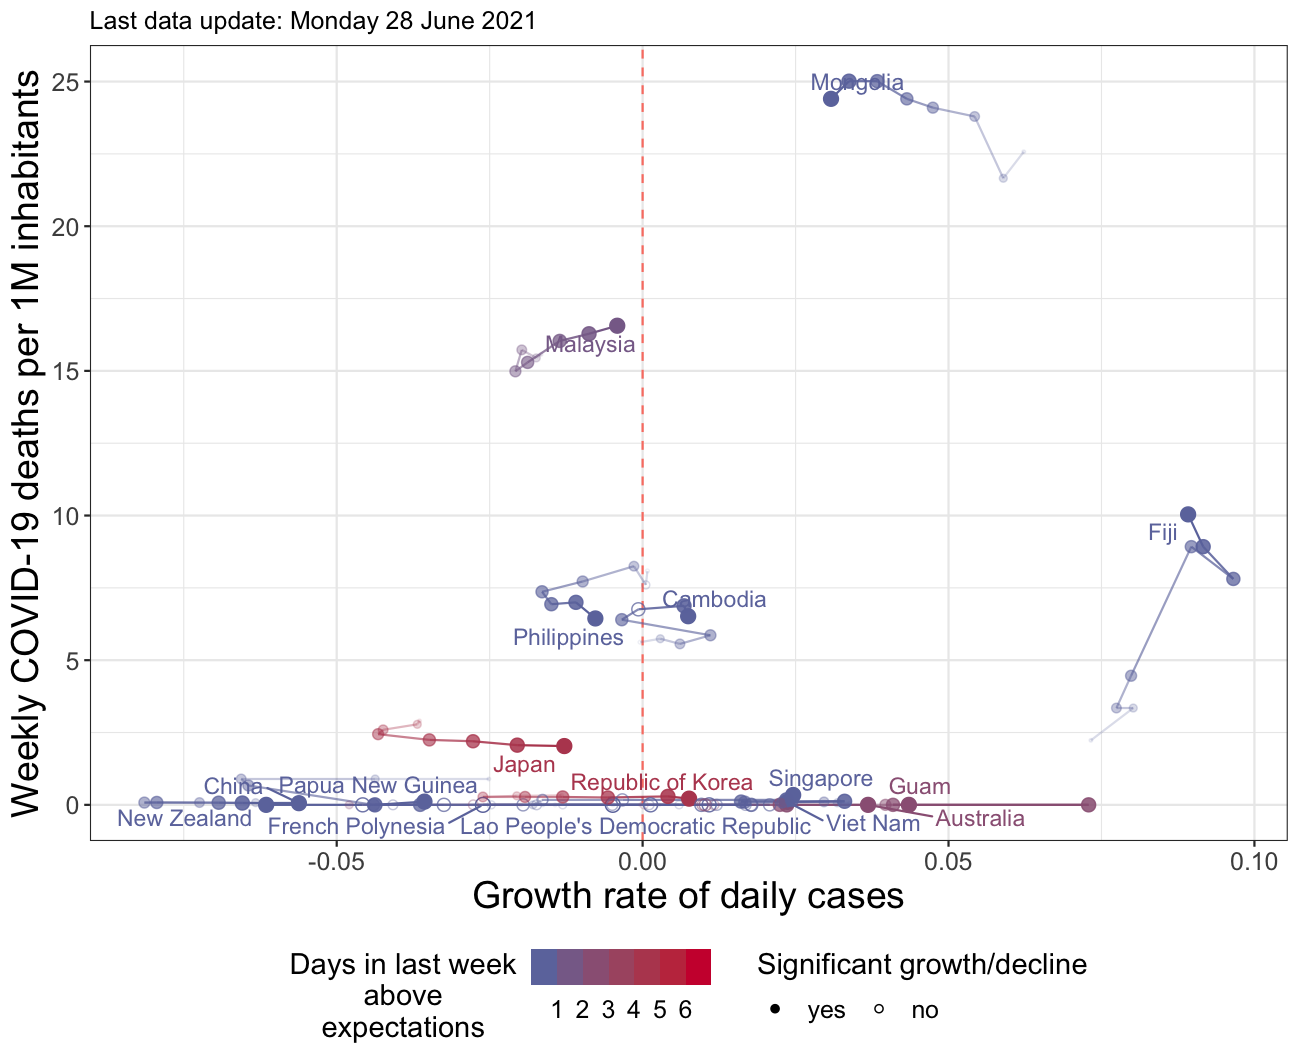 Last data update: Monday 28 June 2021
Weekly COVID-19 deaths per 1M inhabitants
25
20
15
10
5
0
Mongolia
Malaysia
Fiji
Cambodia
Philippines
Japan
Republic of Korea
Singapore
China
Papua New Guinea
Guam
New Zealand
French Polynesia
Lao People's Democratic Republic
Viet Nam
Australia
-0.05
0.00
0.05
0.10
Growth rate of daily cases
Days in last week
above
expectations
1 2 3 4 5 6
Significant growth/decline
yes
no